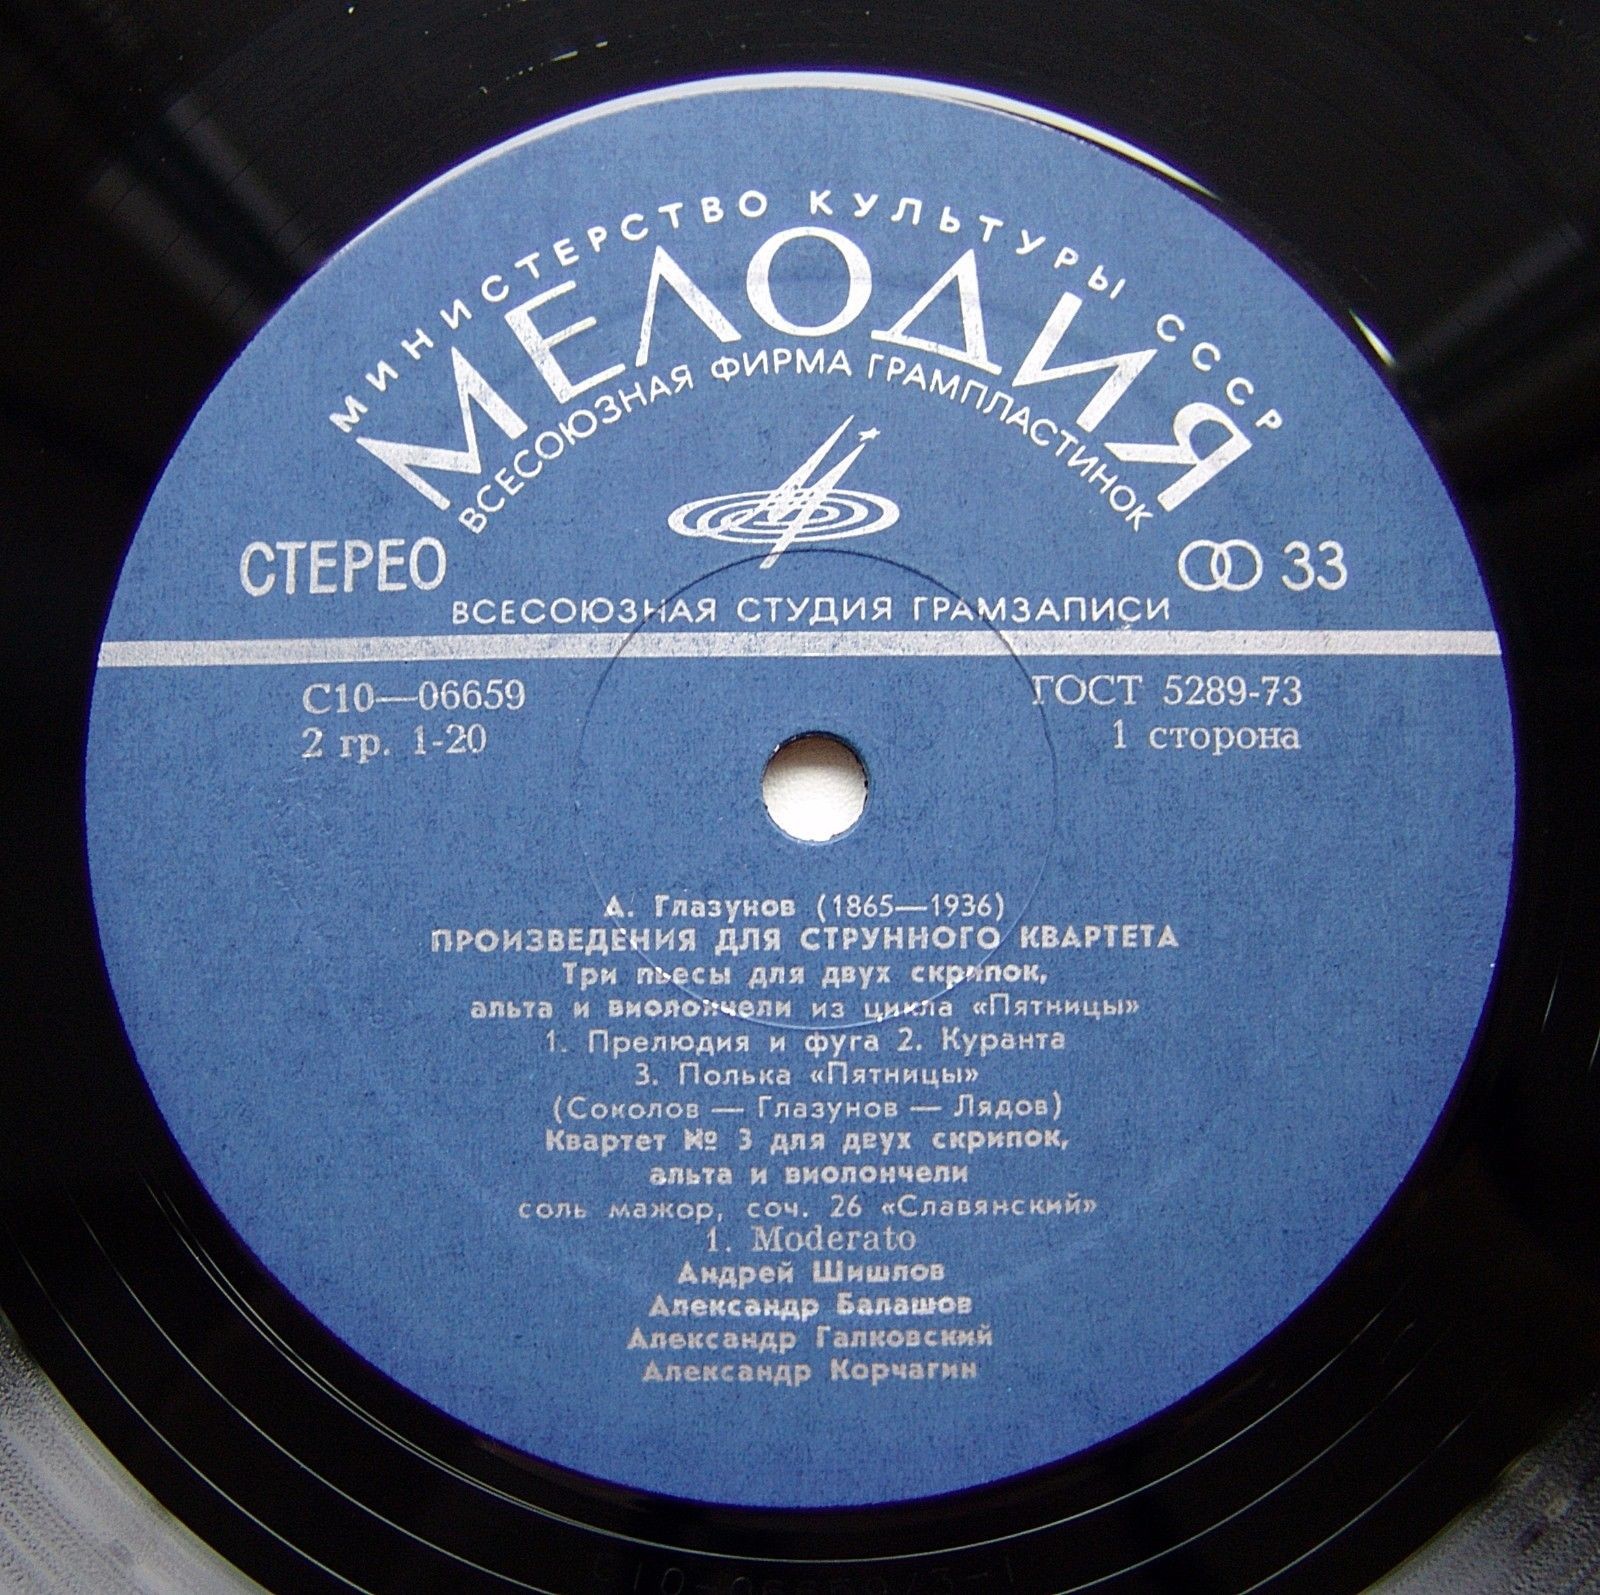 МИНИСТЕРСТВО КУЛЬТУРЫ СССР
МЕЛОДИЯ
ВСЕСОЮЗНАЯ ФИРМА ГРАМПЛАСТИНОК
СТЕРЕО
33
ВСЕСОЮЗНАЯ СТУДИЯ ГРАМЗАПИСИ
С10—06659
ГОСТ 5289-73
2 гр. 1-20
1 сторона
А. Глазунов (1865—1936)
ПРОИЗВЕДЕНИЯ ДЛЯ СТРУННОГО КВАРТЕТА
Три пьесы для двух скрипок,
альта и виолончели из цикла «Пятницы»
1. Прелюдия и фуга 2. Куранта
3. Полька «Пятницы»
(Соколов — Глазунов — Лядов)
Квартет № 3 для двух скрипок,
альта и виолончели
соль мажор, соч. 26 «Славянский»
1. Moderato
Андрей Шишлов
Александр Балашов
Александр Галковский
Александр Корчагин